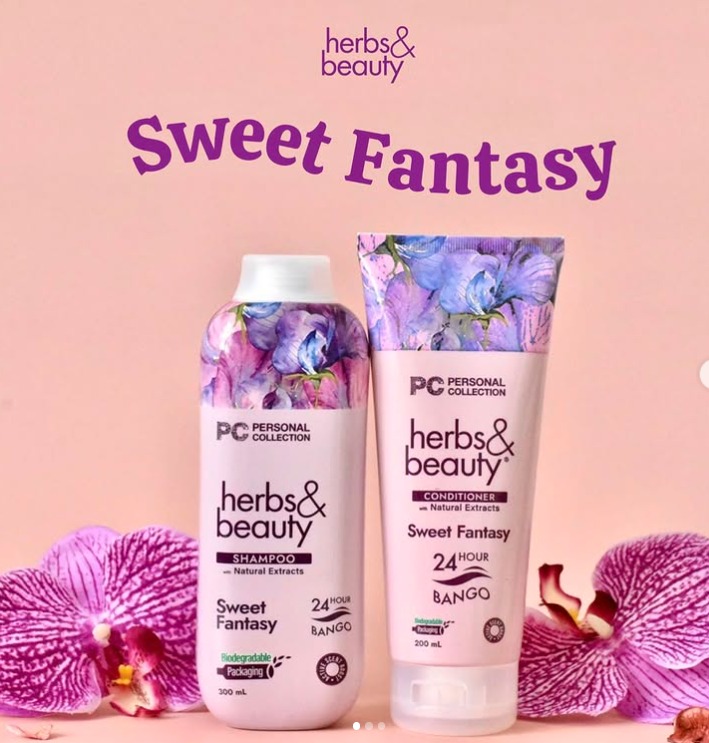 herbs&
beauty
Sweet Fantasy
PC PERSONAL
COLLECTION
herbs&
beauty
SHAMPOO
with Natural Extracts
Sweet
Fantasy
24 HOUR
BANGO
Biodegradable
Packaging
300 mL
PC PERSONAL
COLLECTION
herbs&
beauty®
CONDITIONER
with Natural Extracts
Sweet Fantasy
24 HOUR
BANGO
Biodegradable
Packaging
200 mL